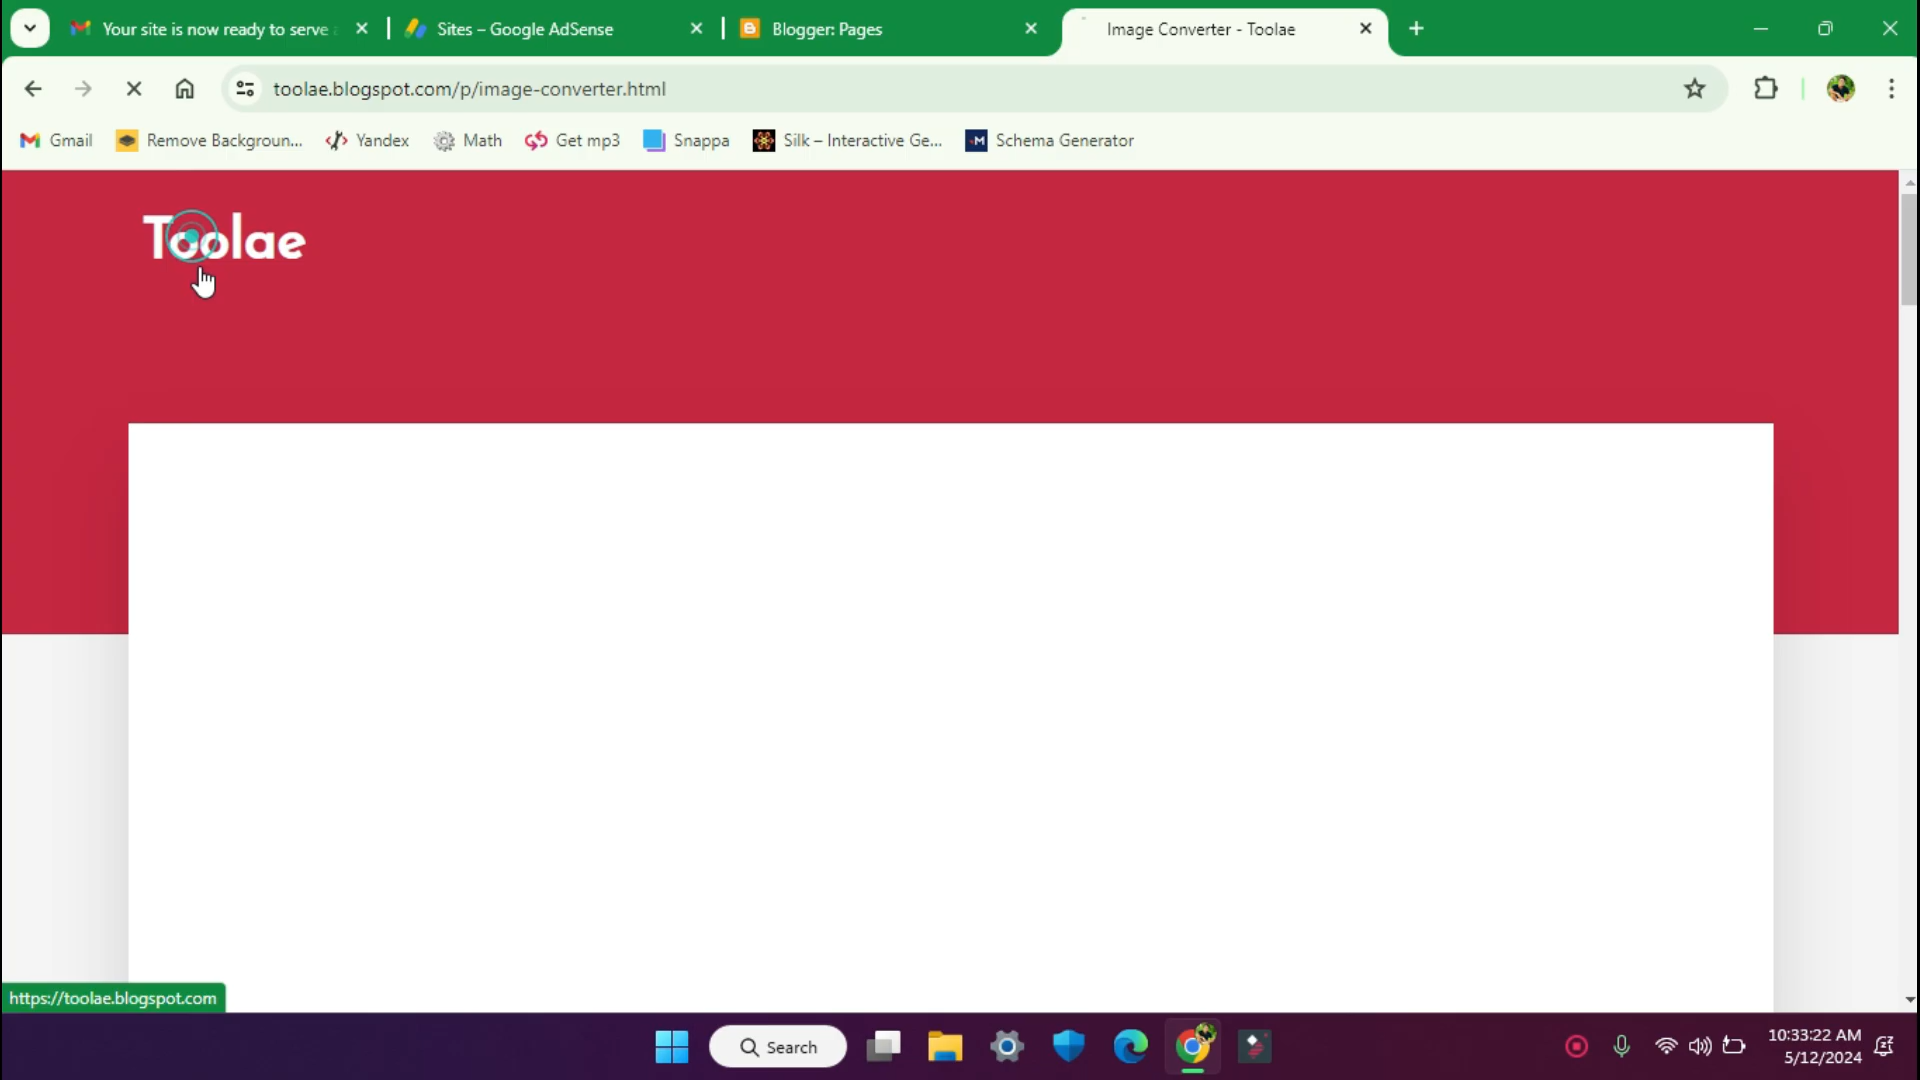 Your site is now ready to serve a
Sites – Google AdSense
Blogger: Pages
Image Converter - Toolae
toolae.blogspot.com/p/image-converter.html
Gmail
Remove Backgroun...
Yandex
Math
Get mp3
Snappa
Silk – Interactive Ge...
Schema Generator
Toolae
https://toolae.blogspot.com
Search
10:33:22 AM
5/12/2024